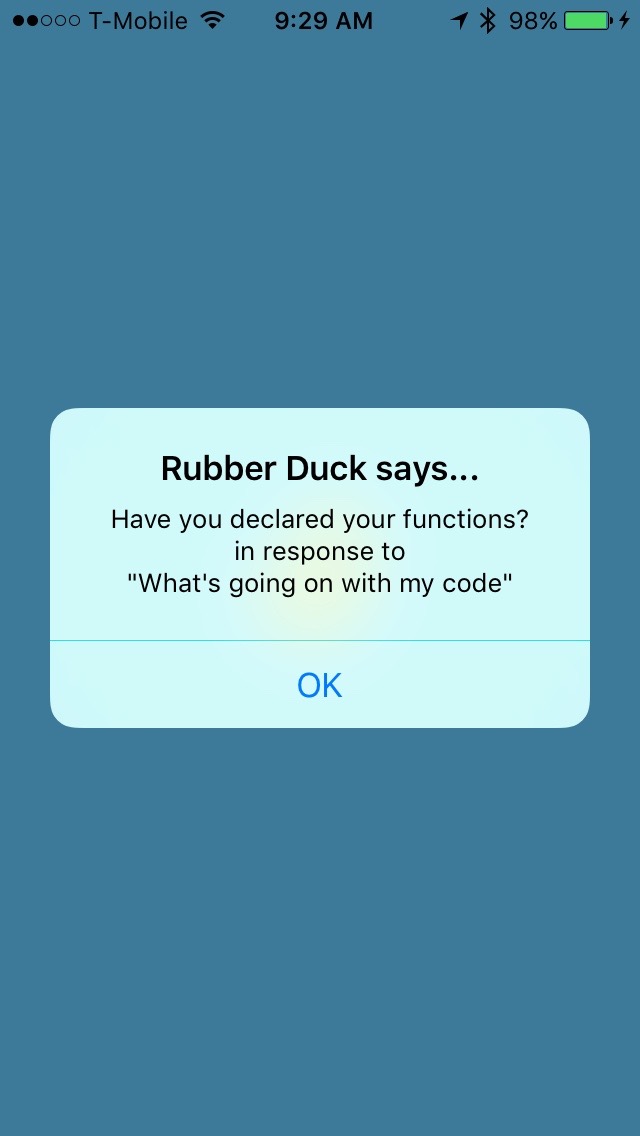 T-Mobile 9:29 AM 98%
Rubber Duck says...
Have you declared your functions?
in response to
"What's going on with my code"
OK